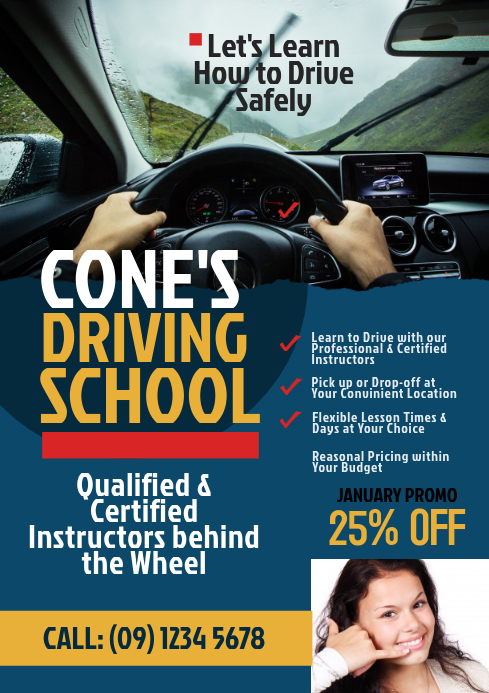 Let's Learn
How to Drive
Safely
CONE'S
DRIVING
SCHOOL
Qualified &
Certified
Instructors behind
the Wheel
Learn to Drive with our
Professional & Certified
Instructors
Pick up or Drop-off at
Your Convinient Location
Flexible Lesson Times &
Days at Your Choice
Reasonal Pricing within
Your Budget
JANUARY PROMO
25% OFF
CALL: (09) 1234 5678